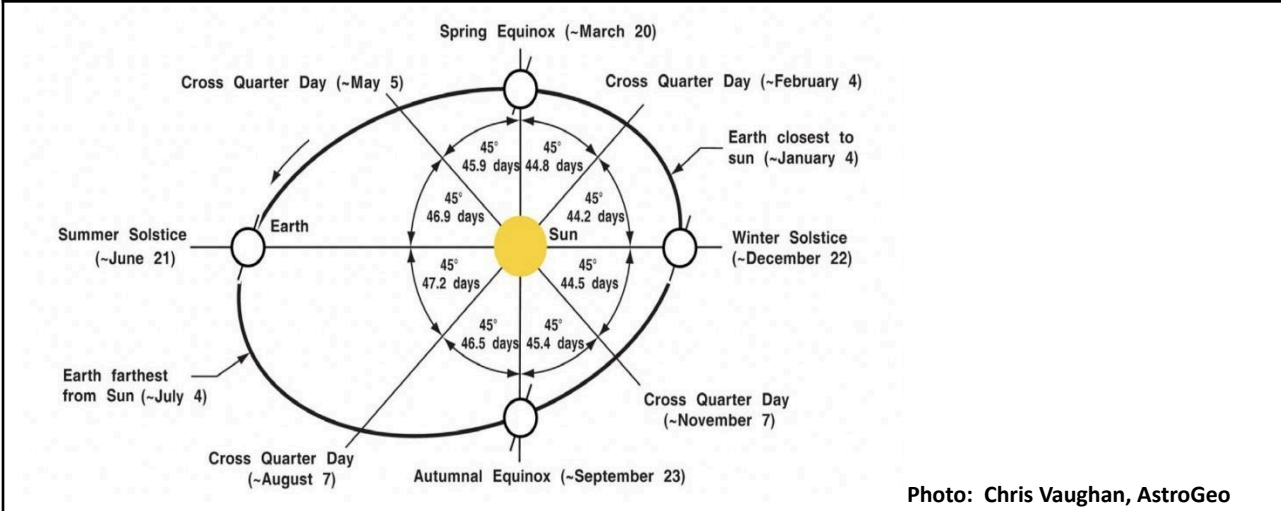 Spring Equinox (~March 20)
Cross Quarter Day (~May 5)
Cross Quarter Day (~February 4)
Earth closest to
sun (~January 4)
45°
45.9 days
45°
44.8 days
45°
46.9 days
45°
44.2 days
Earth
Sun
Summer Solstice
(~June 21)
Winter Solstice
(~December 22)
45°
47.2 days
45°
44.5 days
45°
46.5 days
45°
45.4 days
Earth farthest
from Sun (~July 4)
Cross Quarter Day
(~November 7)
Cross Quarter Day
(~August 7)
Autumnal Equinox (~September 23)
Photo: Chris Vaughan, AstroGeo